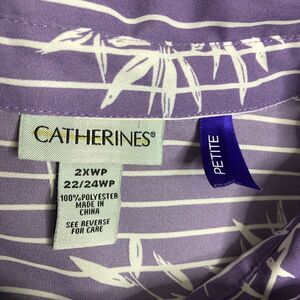 CATHERINES®
PETITE
2XWP
22/24WP
100% POLYESTER
MADE IN
CHINA
SEE REVERSE
FOR CARE